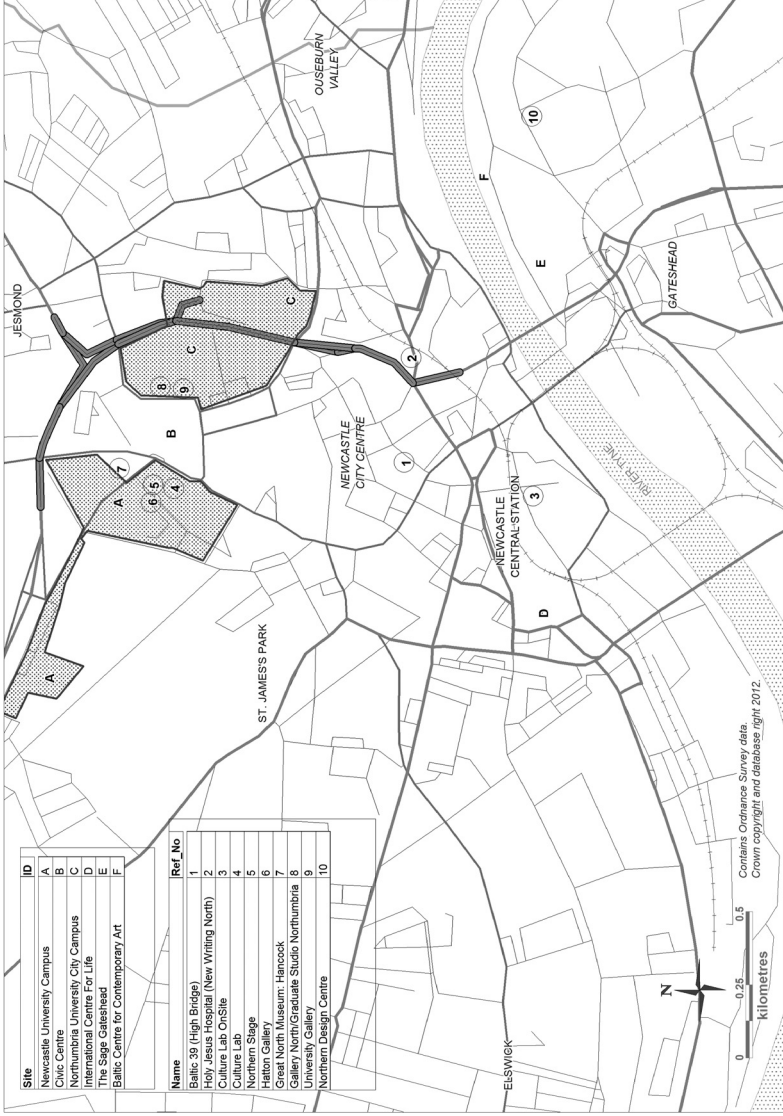 Site ID
Newcastle University Campus A
Civic Centre B
Northumbria University City Campus C
International Centre For Life D
The Sage Gateshead E
Baltic Centre for Contemporary Art F
Name Ref_No
Baltic 39 (High Bridge) 1
Holy Jesus Hospital (New Writing North) 2
Culture Lab OnSite 3
Culture Lab 4
Northern Stage 5
Hatton Gallery 6
Great North Museum: Hancock 7
Gallery North/Graduate Studio Northumbria 8
University Gallery 9
Northern Design Centre 10
JESMOND
OUSEBURN
VALLEY
A
A
7
6
5
4
B
8
9
C
C
ST. JAMES'S PARK
NEWCASTLE
CITY CENTRE
1
2
F
10
E
NEWCASTLE
CENTRAL STATION
3
D
RIVER TYNE
GATESHEAD
ELSWICK
N
0 0.25 0.5
kilometres
Contains Ordnance Survey data.
Crown copyright and database right 2012.